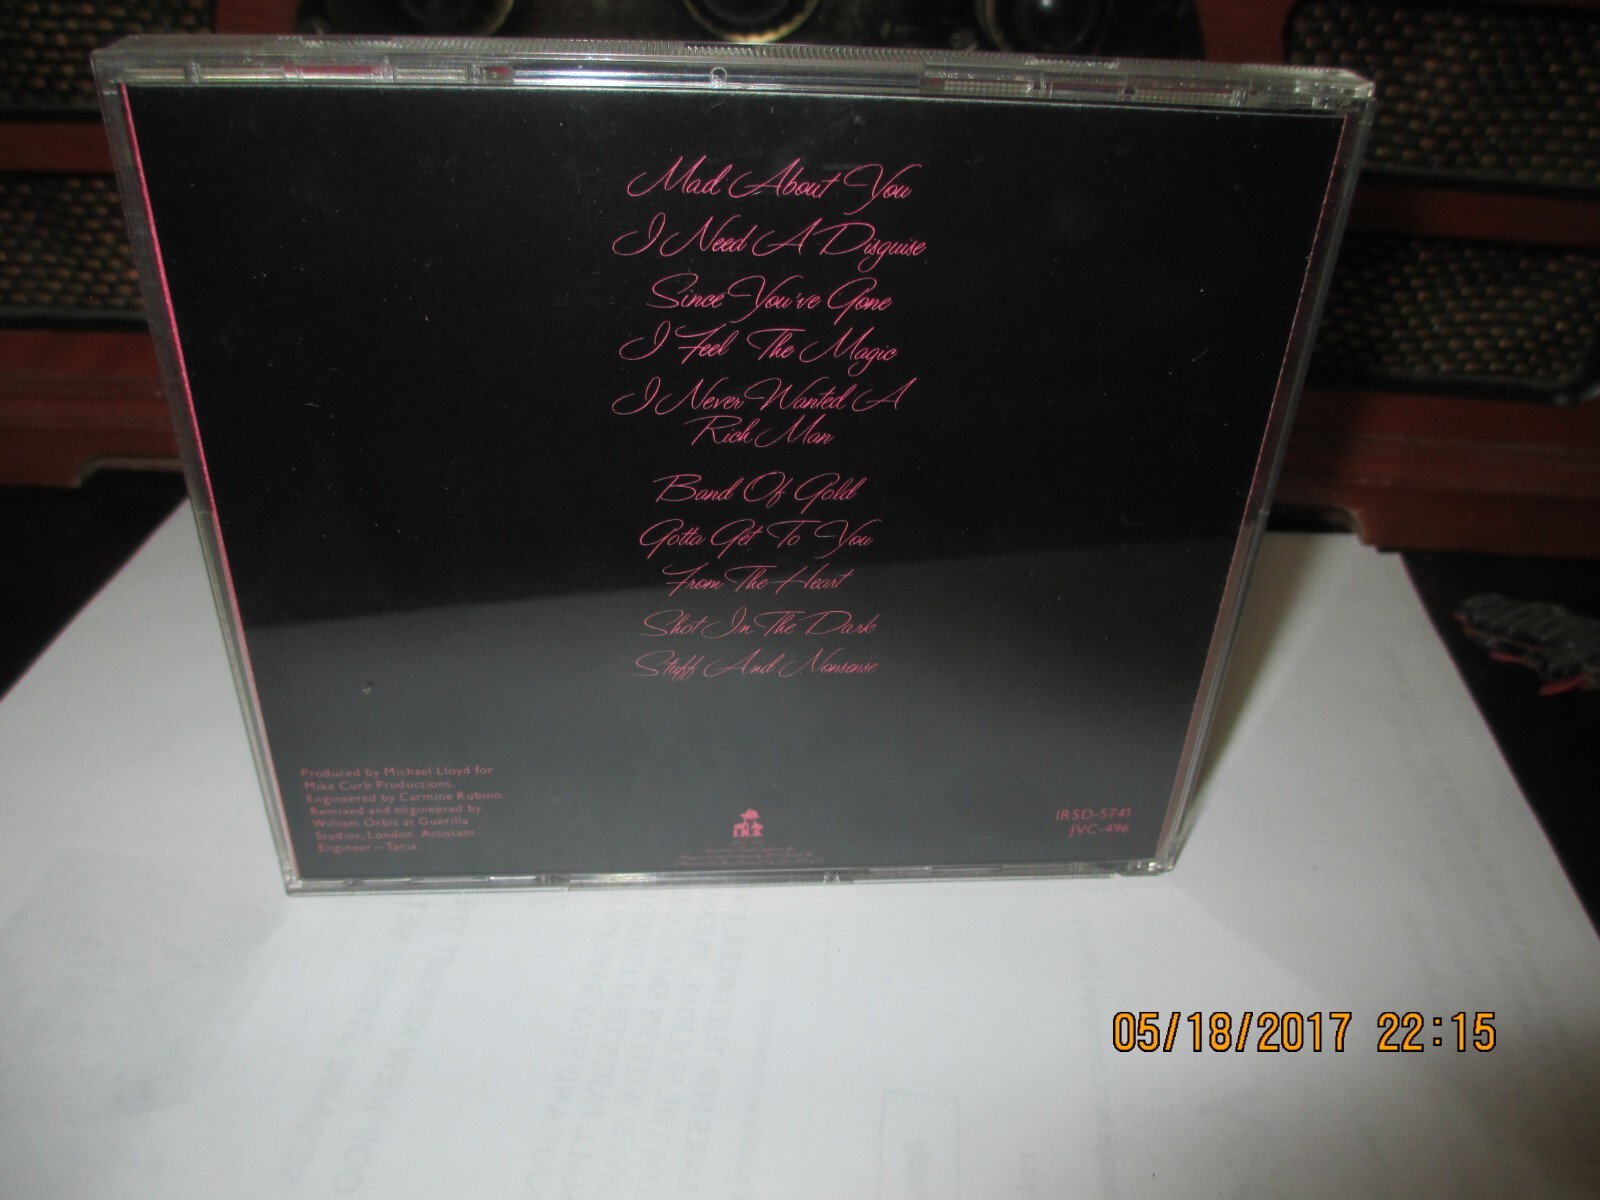 Mad About You
I Need A Disguise
Since You've Gone
I Feel The Magic
I Never Wanted A
Rich Man
Band Of Gold
Gotta Get To You
From The Heart
Shot In The Dark
Stuff And Nonsense
Produced by Michael Lloyd for
Mike Curb Productions.
Engineered by Carmine Rubino.
Remixed and engineered by
William Orbit at Guerilla
Studios, London. Assistant
Engineer—Tania.
IRS
IRSD-5741
JVC-496
05/18/2017 22:15